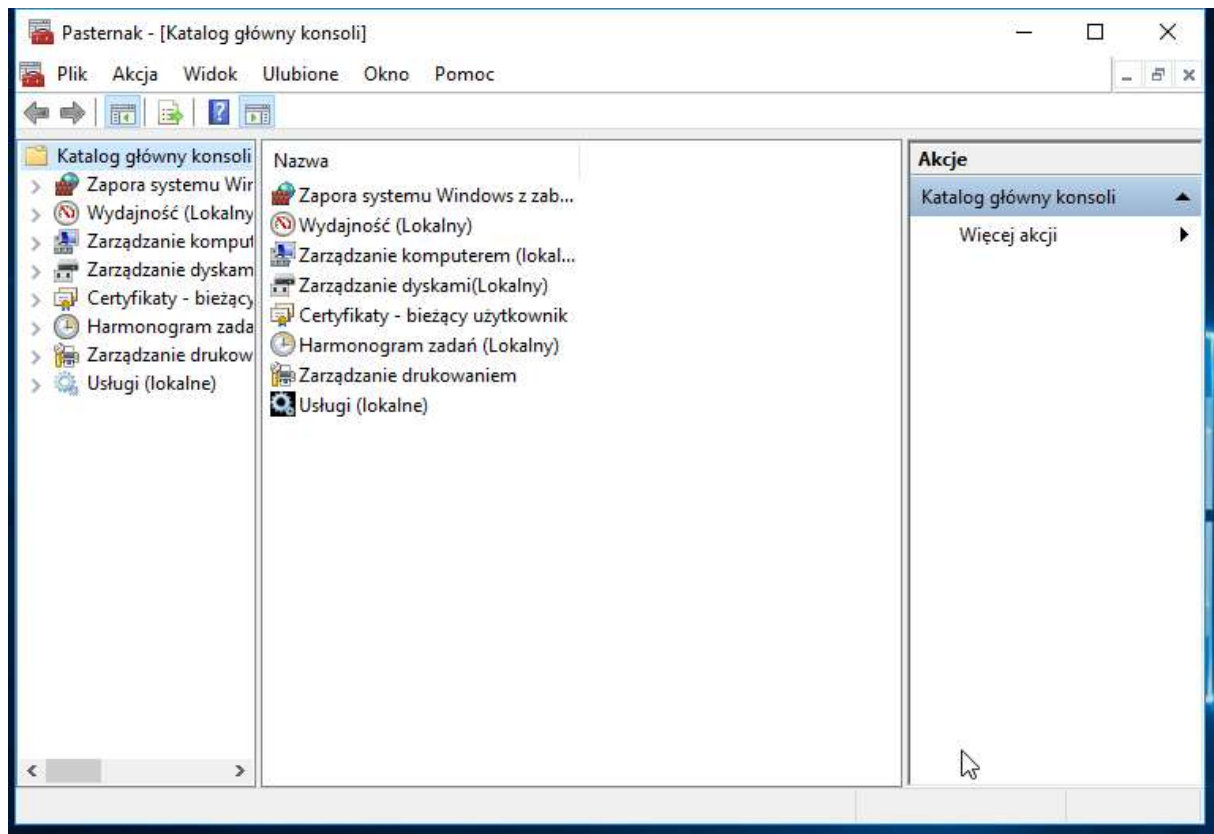 Pasternak - [Katalog główny konsoli]
Plik Akcja Widok Ulubione Okno Pomoc
Katalog główny konsoli
Zapora systemu Wir
Wydajność (Lokalny
Zarządzanie komput
Zarządzanie dyskam
Certyfikaty - bieżący
Harmonogram zada
Zarządzanie drukow
Usługi (lokalne)
Nazwa
Zapora systemu Windows z zab...
Wydajność (Lokalny)
Zarządzanie komputerem (lokal...
Zarządzanie dyskami(Lokalny)
Certyfikaty - bieżący użytkownik
Harmonogram zadań (Lokalny)
Zarządzanie drukowaniem
Usługi (lokalne)
Akcje
Katalog główny konsoli
Więcej akcji